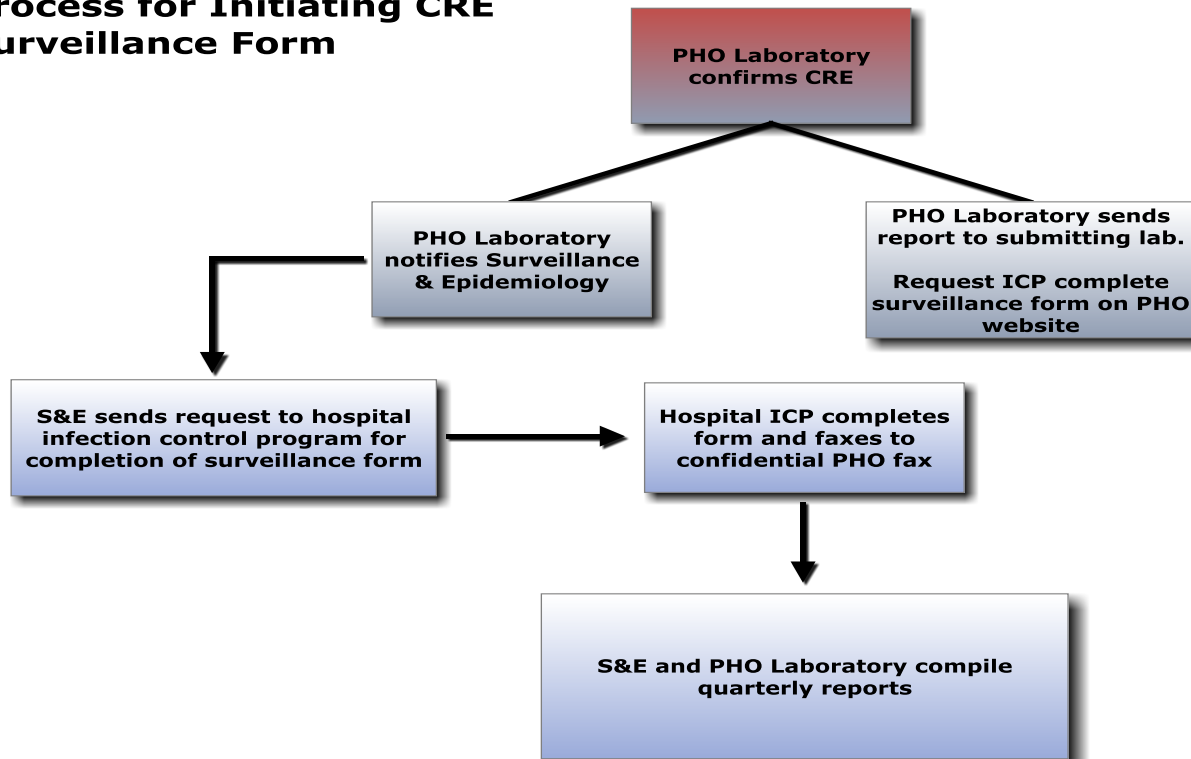 rocess for Initiating CRE
urveillance Form
PHO Laboratory
confirms CRE
PHO Laboratory
notifies Surveillance
& Epidemiology
PHO Laboratory sends
report to submitting lab.
Request ICP complete
surveillance form on PHO
website
S&E sends request to hospital
infection control program for
completion of surveillance form
Hospital ICP completes
form and faxes to
confidential PHO fax
S&E and PHO Laboratory compile
quarterly reports